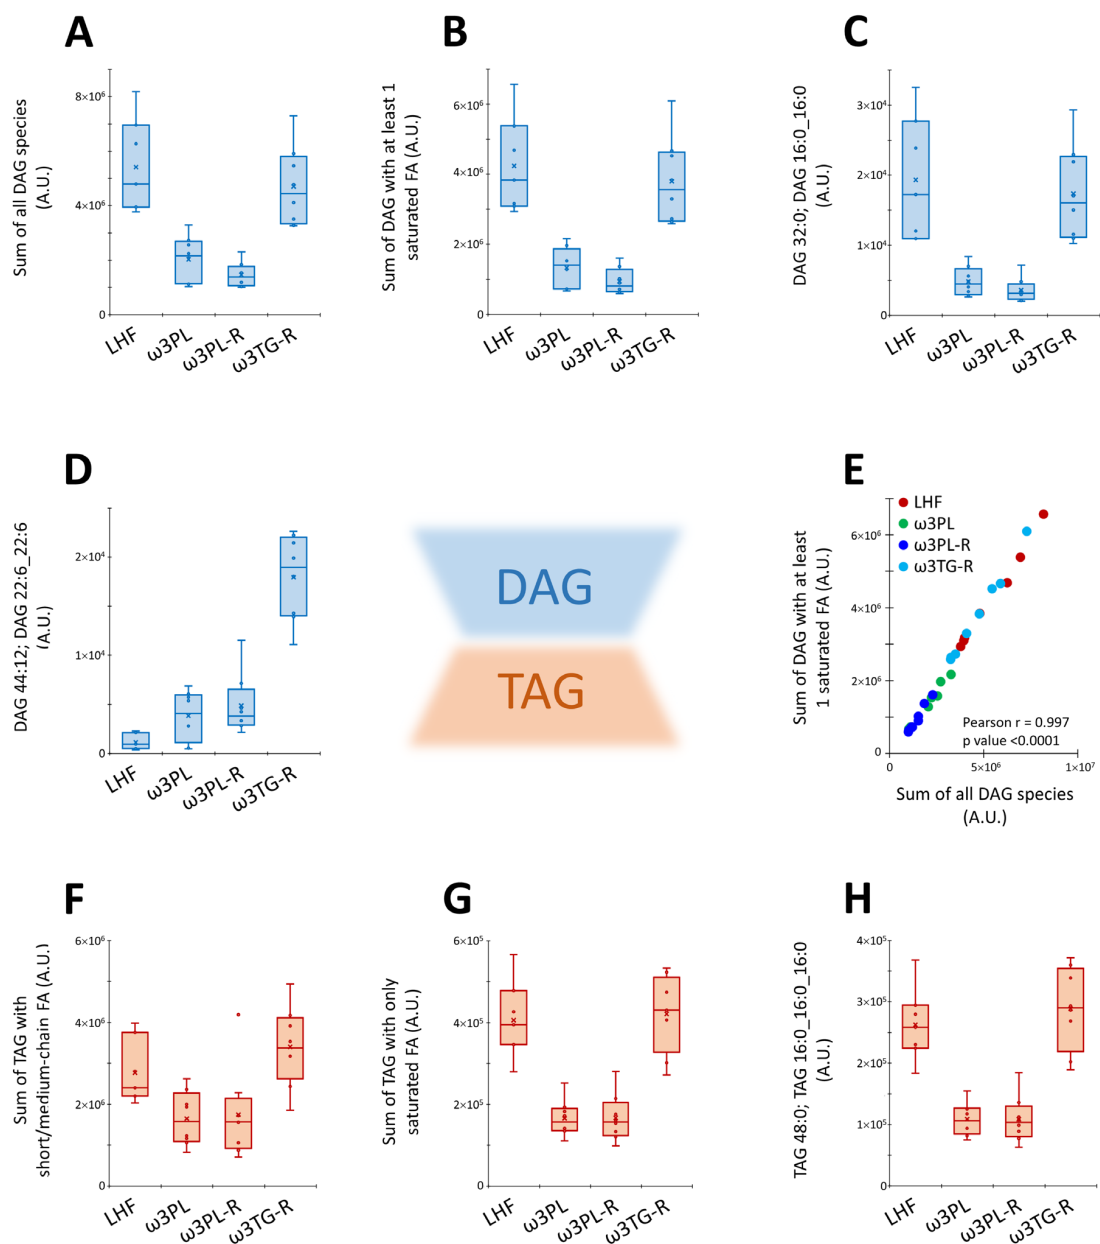 A
Sum of all DAG species
(A.U.)
8×10⁶
4×10⁶
0
LHF
ω3PL
ω3PL-R
ω3TG-R
B
Sum of DAG with at least 1
saturated FA (A.U.)
6×10⁶
4×10⁶
2×10⁶
0
LHF
ω3PL
ω3PL-R
ω3TG-R
C
DAG 32:0; DAG 16:0_16:0
(A.U.)
3×10⁴
2×10⁴
1×10⁴
0
LHF
ω3PL
ω3PL-R
ω3TG-R
D
DAG 44:12; DAG 22:6_22:6
(A.U.)
2×10⁴
1×10⁴
0
LHF
ω3PL
ω3PL-R
ω3TG-R
DAG
TAG
E
LHF
ω3PL
ω3PL-R
ω3TG-R
Sum of DAG with at least
1 saturated FA (A.U.)
6×10⁶
4×10⁶
2×10⁶
0
Pearson r = 0.997
p value <0.0001
0
5×10⁶
1×10⁷
Sum of all DAG species
(A.U.)
F
Sum of TAG with
short/medium-chain FA (A.U.)
6×10⁶
4×10⁶
2×10⁶
0
LHF
ω3PL
ω3PL-R
ω3TG-R
G
Sum of TAG with only
saturated FA (A.U.)
6×10⁵
4×10⁵
2×10⁵
0
LHF
ω3PL
ω3PL-R
ω3TG-R
H
TAG 48:0; TAG 16:0_16:0_16:0
(A.U.)
4×10⁵
3×10⁵
2×10⁵
1×10⁵
0
LHF
ω3PL
ω3PL-R
ω3TG-R